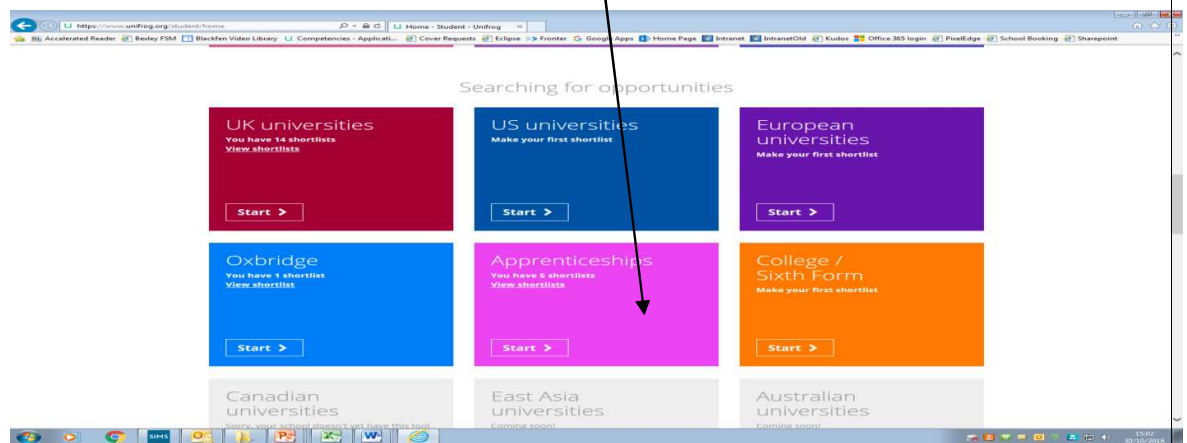 https://www.unifrog.org/student/home
Home - Student - Unifrog
Accelerated Reader Bexley FSM Blackfen Video Library Competencies - Applicati... Cover Requests Eclipse Fronter Google Apps Home Page Intranet IntranetOld Kudos Office 365 login PixelEdge School Booking Sharepoint
Searching for opportunities
UK universities
You have 14 shortlists
View shortlists
Start >
US universities
Make your first shortlist
Start >
European
universities
Make your first shortlist
Start >
Oxbridge
You have 1 shortlist
View shortlist
Start >
Apprenticeships
You have 5 shortlists
View shortlists
Start >
College /
Sixth Form
Make your first shortlist
Start >
Canadian
universities
Sorry, your school doesn't yet have this tool
East Asia
universities
Coming soon!
Australian
universities
Coming soon!
SIMS
15:02
30/10/2018